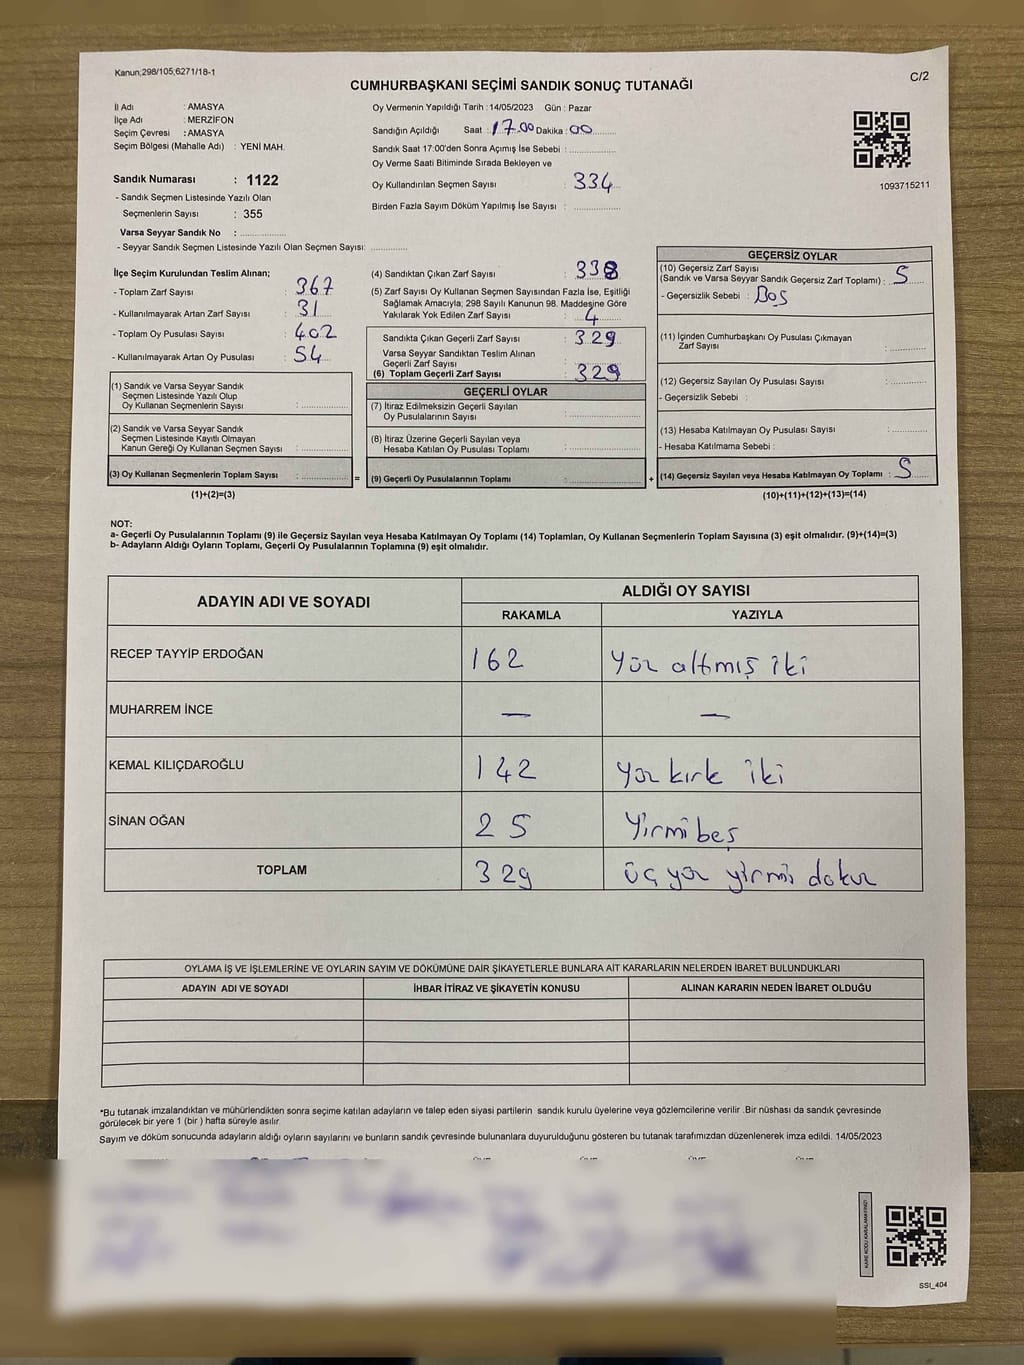 Kanun;298/105;6271/18-1
C/2
CUMHURBAŞKANI SEÇİMİ SANDIK SONUÇ TUTANAĞI
İl Adı : AMASYA
İlçe Adı : MERZİFON
Seçim Çevresi : AMASYA
Seçim Bölgesi (Mahalle Adı) : YENİ MAH.
Sandık Numarası : 1122
- Sandık Seçmen Listesinde Yazılı Olan
Seçmenlerin Sayısı : 355
Varsa Seyyar Sandık No :
- Seyyar Sandık Seçmen Listesinde Yazılı Olan Seçmen Sayısı:
Oy Vermenin Yapıldığı Tarih : 14/05/2023 Gün : Pazar
Sandığın Açıldığı Saat : 17.00 Dakika : 00
Sandık Saat 17:00'den Sonra Açımış İse Sebebi :
Oy Verme Saati Bitiminde Sırada Bekleyen ve
Oy Kullandırılan Seçmen Sayısı : 334
Birden Fazla Sayım Döküm Yapılmış İse Sayısı :
1093715211
İlçe Seçim Kurulundan Teslim Alınan;
- Toplam Zarf Sayısı : 367
- Kullanılmayarak Artan Zarf Sayısı : 31
- Toplam Oy Pusulası Sayısı : 402
- Kullanılmayarak Artan Oy Pusulası : 54
(1) Sandık ve Varsa Seyyar Sandık
Seçmen Listesinde Yazılı Olup
Oy Kullanan Seçmenlerin Sayısı :
(2) Sandık ve Varsa Seyyar Sandık
Seçmen Listesinde Kayıtlı Olmayan
Kanun Gereği Oy Kullanan Seçmen Sayısı :
(3) Oy Kullanan Seçmenlerin Toplam Sayısı :
(1)+(2)=(3)
(4) Sandıktan Çıkan Zarf Sayısı : 338
(5) Zarf Sayısı Oy Kullanan Seçmen Sayısından Fazla İse, Eşitliği
Sağlamak Amacıyla; 298 Sayılı Kanunun 98. Maddesine Göre
Yakılarak Yok Edilen Zarf Sayısı : 4
Sandıkta Çıkan Geçerli Zarf Sayısı : 329
Varsa Seyyar Sandıktan Teslim Alınan
Geçerli Zarf Sayısı :
(6) Toplam Geçerli Zarf Sayısı : 329
GEÇERLİ OYLAR
(7) İtiraz Edilmeksizin Geçerli Sayılan
Oy Pusulalarının Sayısı :
(8) İtiraz Üzerine Geçerli Sayılan veya
Hesaba Katılan Oy Pusulaları Toplamı :
= (9) Geçerli Oy Pusulalarının Toplamı : +
GEÇERSİZ OYLAR
(10) Geçersiz Zarf Sayısı
(Sandık ve Varsa Seyyar Sandık Geçersiz Zarf Toplamı) : 5
- Geçersizlik Sebebi : Boş
(11) İçinden Cumhurbaşkanı Oy Pusulası Çıkmayan
Zarf Sayısı :
(12) Geçersiz Sayılan Oy Pusulası Sayısı :
- Geçersizlik Sebebi :
(13) Hesaba Katılmayan Oy Pusulası Sayısı :
- Hesaba Katılmama Sebebi :
(14) Geçersiz Sayılan veya Hesaba Katılmayan Oy Toplamı : 5
(10)+(11)+(12)+(13)=(14)
NOT:
a- Geçerli Oy Pusulalarının Toplamı (9) ile Geçersiz Sayılan veya Hesaba Katılmayan Oy Toplamı (14) Toplamları, Oy Kullanan Seçmenlerin Toplam Sayısına (3) eşit olmalıdır. (9)+(14)=(3)
b- Adayların Aldığı Oyların Toplamı, Geçerli Oy Pusulalarının Toplamına (9) eşit olmalıdır.
ADAYIN ADI VE SOYADI
ALDIĞI OY SAYISI
RAKAMLA YAZIYLA
RECEP TAYYİP ERDOĞAN 162 yüz altmış iki
MUHARREM İNCE — —
KEMAL KILIÇDAROĞLU 142 yüz kırk iki
SİNAN OĞAN 25 Yirmi beş
TOPLAM 329 üç yüz yirmi dokuz
OYLAMA İŞ VE İŞLEMLERİNE VE OYLARIN SAYIM VE DÖKÜMÜNE DAİR ŞİKAYETLERLE BUNLARA AİT KARARLARIN NELERDEN İBARET BULUNDUKLARI
ADAYIN ADI VE SOYADI İHBAR İTİRAZ VE ŞİKAYETİN KONUSU ALINAN KARARIN NEDEN İBARET OLDUĞU
*Bu tutanak imzalandıktan ve mühürlendikten sonra seçime katılan adayların ve talep eden siyasi partilerin sandık kurulu üyelerine veya gözlemcilerine verilir .Bir nüshası da sandık çevresinde
görülecek bir yere 1 (bir ) hafta süreyle asılır.
Sayım ve döküm sonucunda adayların aldığı oyların sayılarını ve bunların sandık çevresinde bulunanlara duyurulduğunu gösteren bu tutanak tarafımızdan düzenlenerek imza edildi. 14/05/2023
KARE KODU KARALAMAYINIZ!
SSI_404